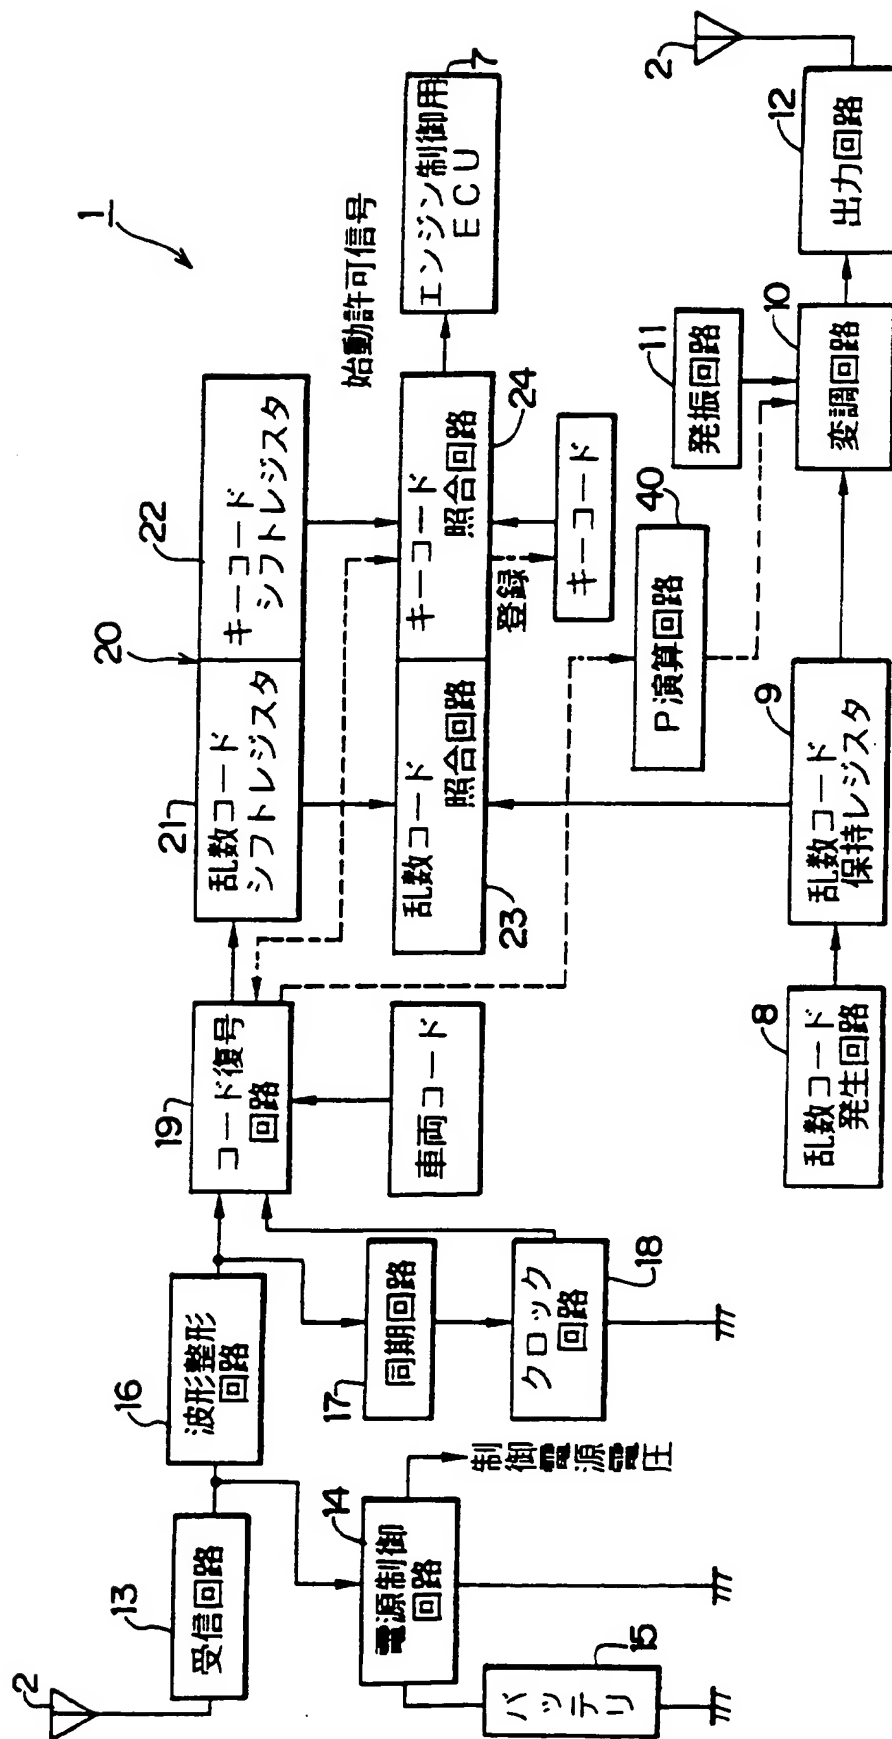 1
2
13
受信回路
16
波形整形
回路
19
コード復号
回路
21
乱数コード
シフトレジスタ
20
22
キーコード
シフトレジスタ
14
電源制御
回路
制御電源電圧
15
バッテリ
17
同期回路
18
クロック
回路
車両コード
乱数コード
照合回路
23
キーコード
照合回路
24
始動許可信号
エンジン制御用
ECU
7
登録
キーコード
P演算回路
40
8
乱数コード
発生回路
9
乱数コード
保持レジスタ
11
発振回路
10
変調回路
12
出力回路
2